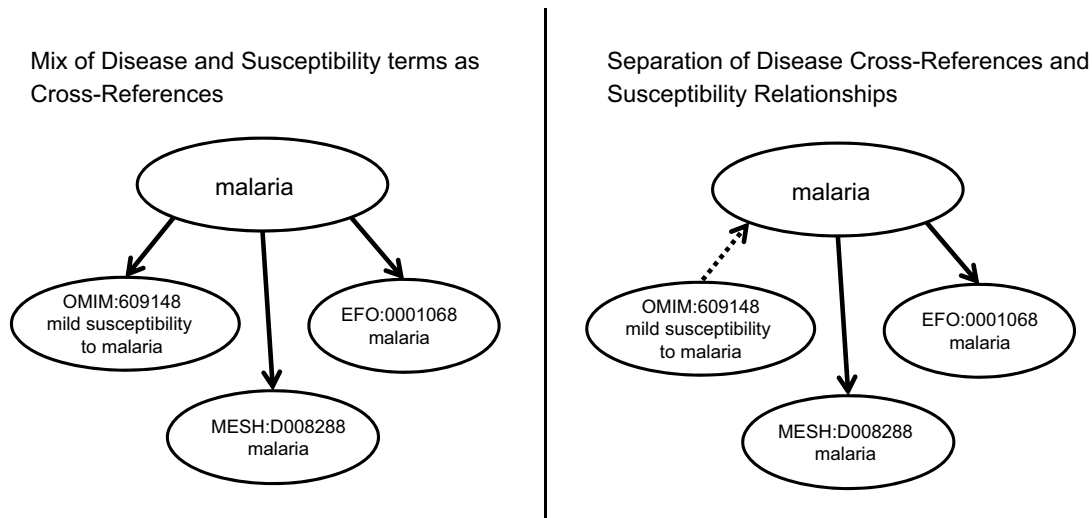 Mix of Disease and Susceptibility terms as
Cross-References
malaria
OMIM:609148
mild susceptibility
to malaria
EFO:0001068
malaria
MESH:D008288
malaria
Separation of Disease Cross-References and
Susceptibility Relationships
malaria
OMIM:609148
mild susceptibility
to malaria
EFO:0001068
malaria
MESH:D008288
malaria